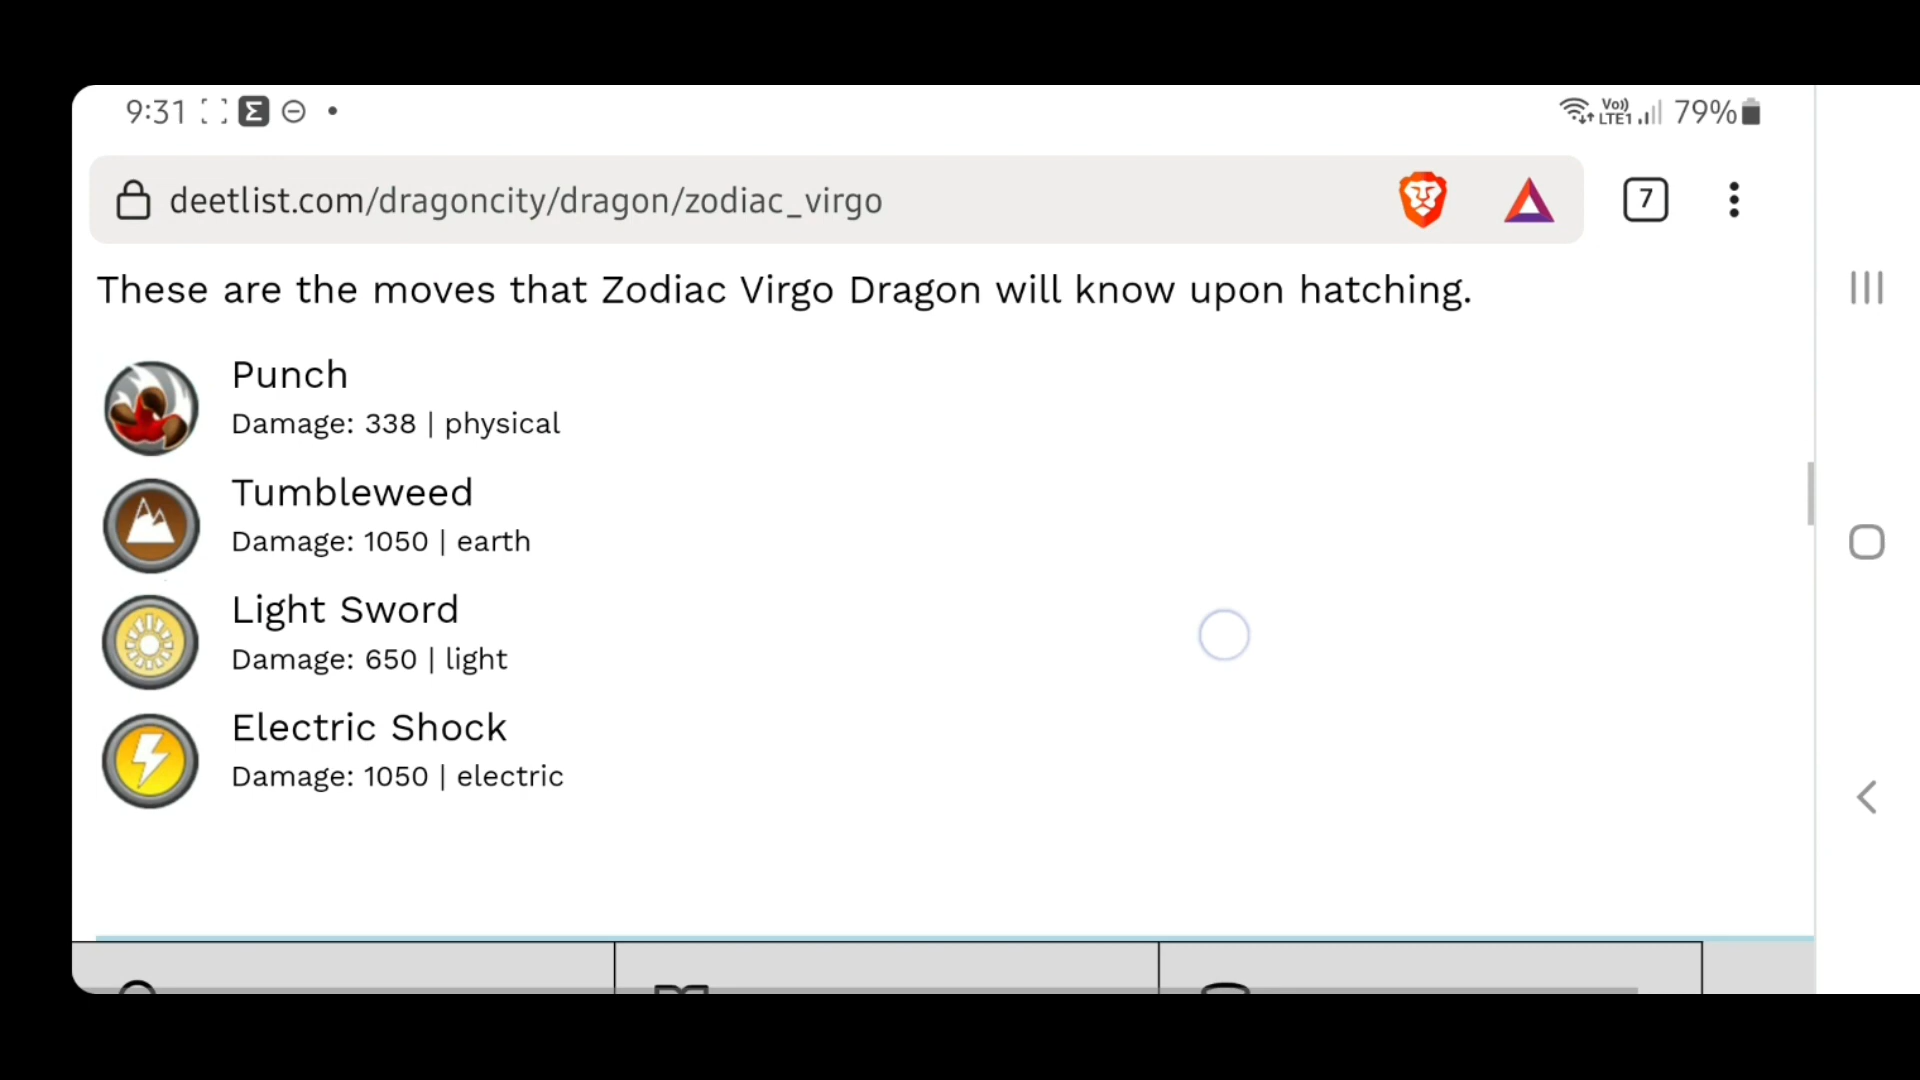 9:31
Vo)) LTE1 79%
deetlist.com/dragoncity/dragon/zodiac_virgo
7
These are the moves that Zodiac Virgo Dragon will know upon hatching.
Punch
Damage: 338 | physical
Tumbleweed
Damage: 1050 | earth
Light Sword
Damage: 650 | light
Electric Shock
Damage: 1050 | electric